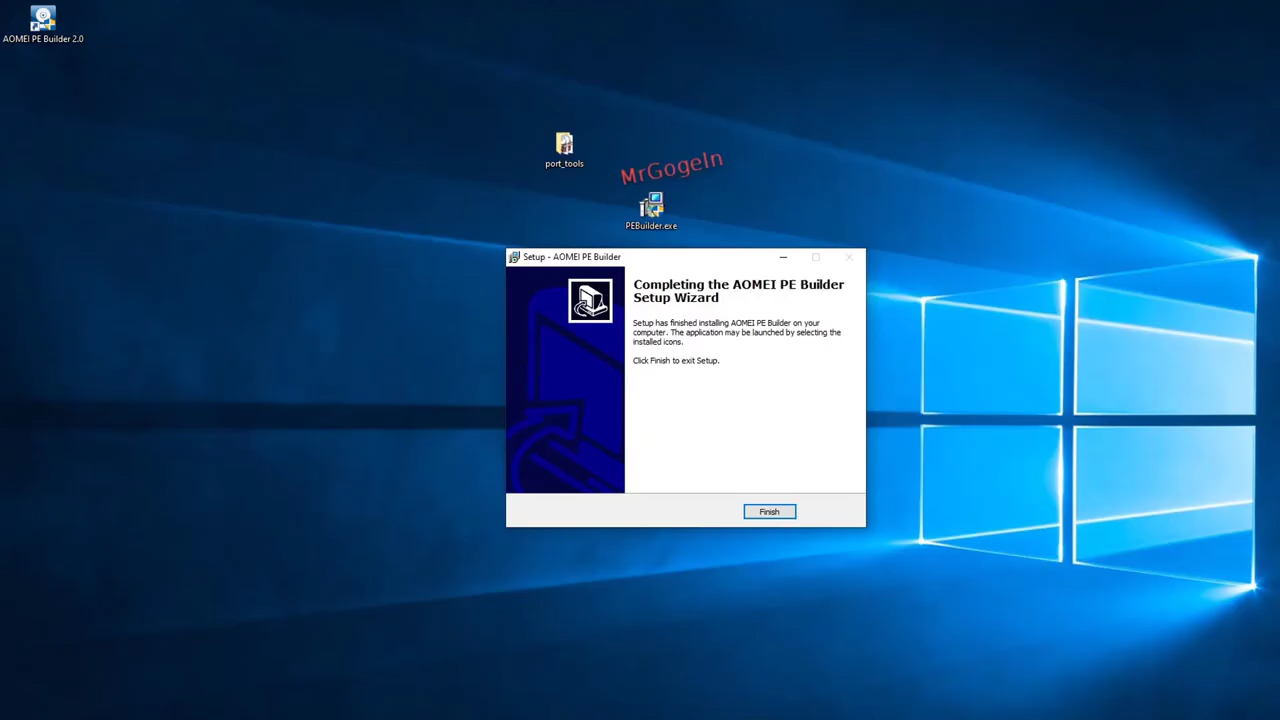 AOMEI PE Builder 2.0
port_tools
MrGogeIn
PEBuilder.exe
Setup - AOMEI PE Builder
Completing the AOMEI PE Builder
Setup Wizard
Setup has finished installing AOMEI PE Builder on your
computer. The application may be launched by selecting the
installed icons.
Click Finish to exit Setup.
Finish